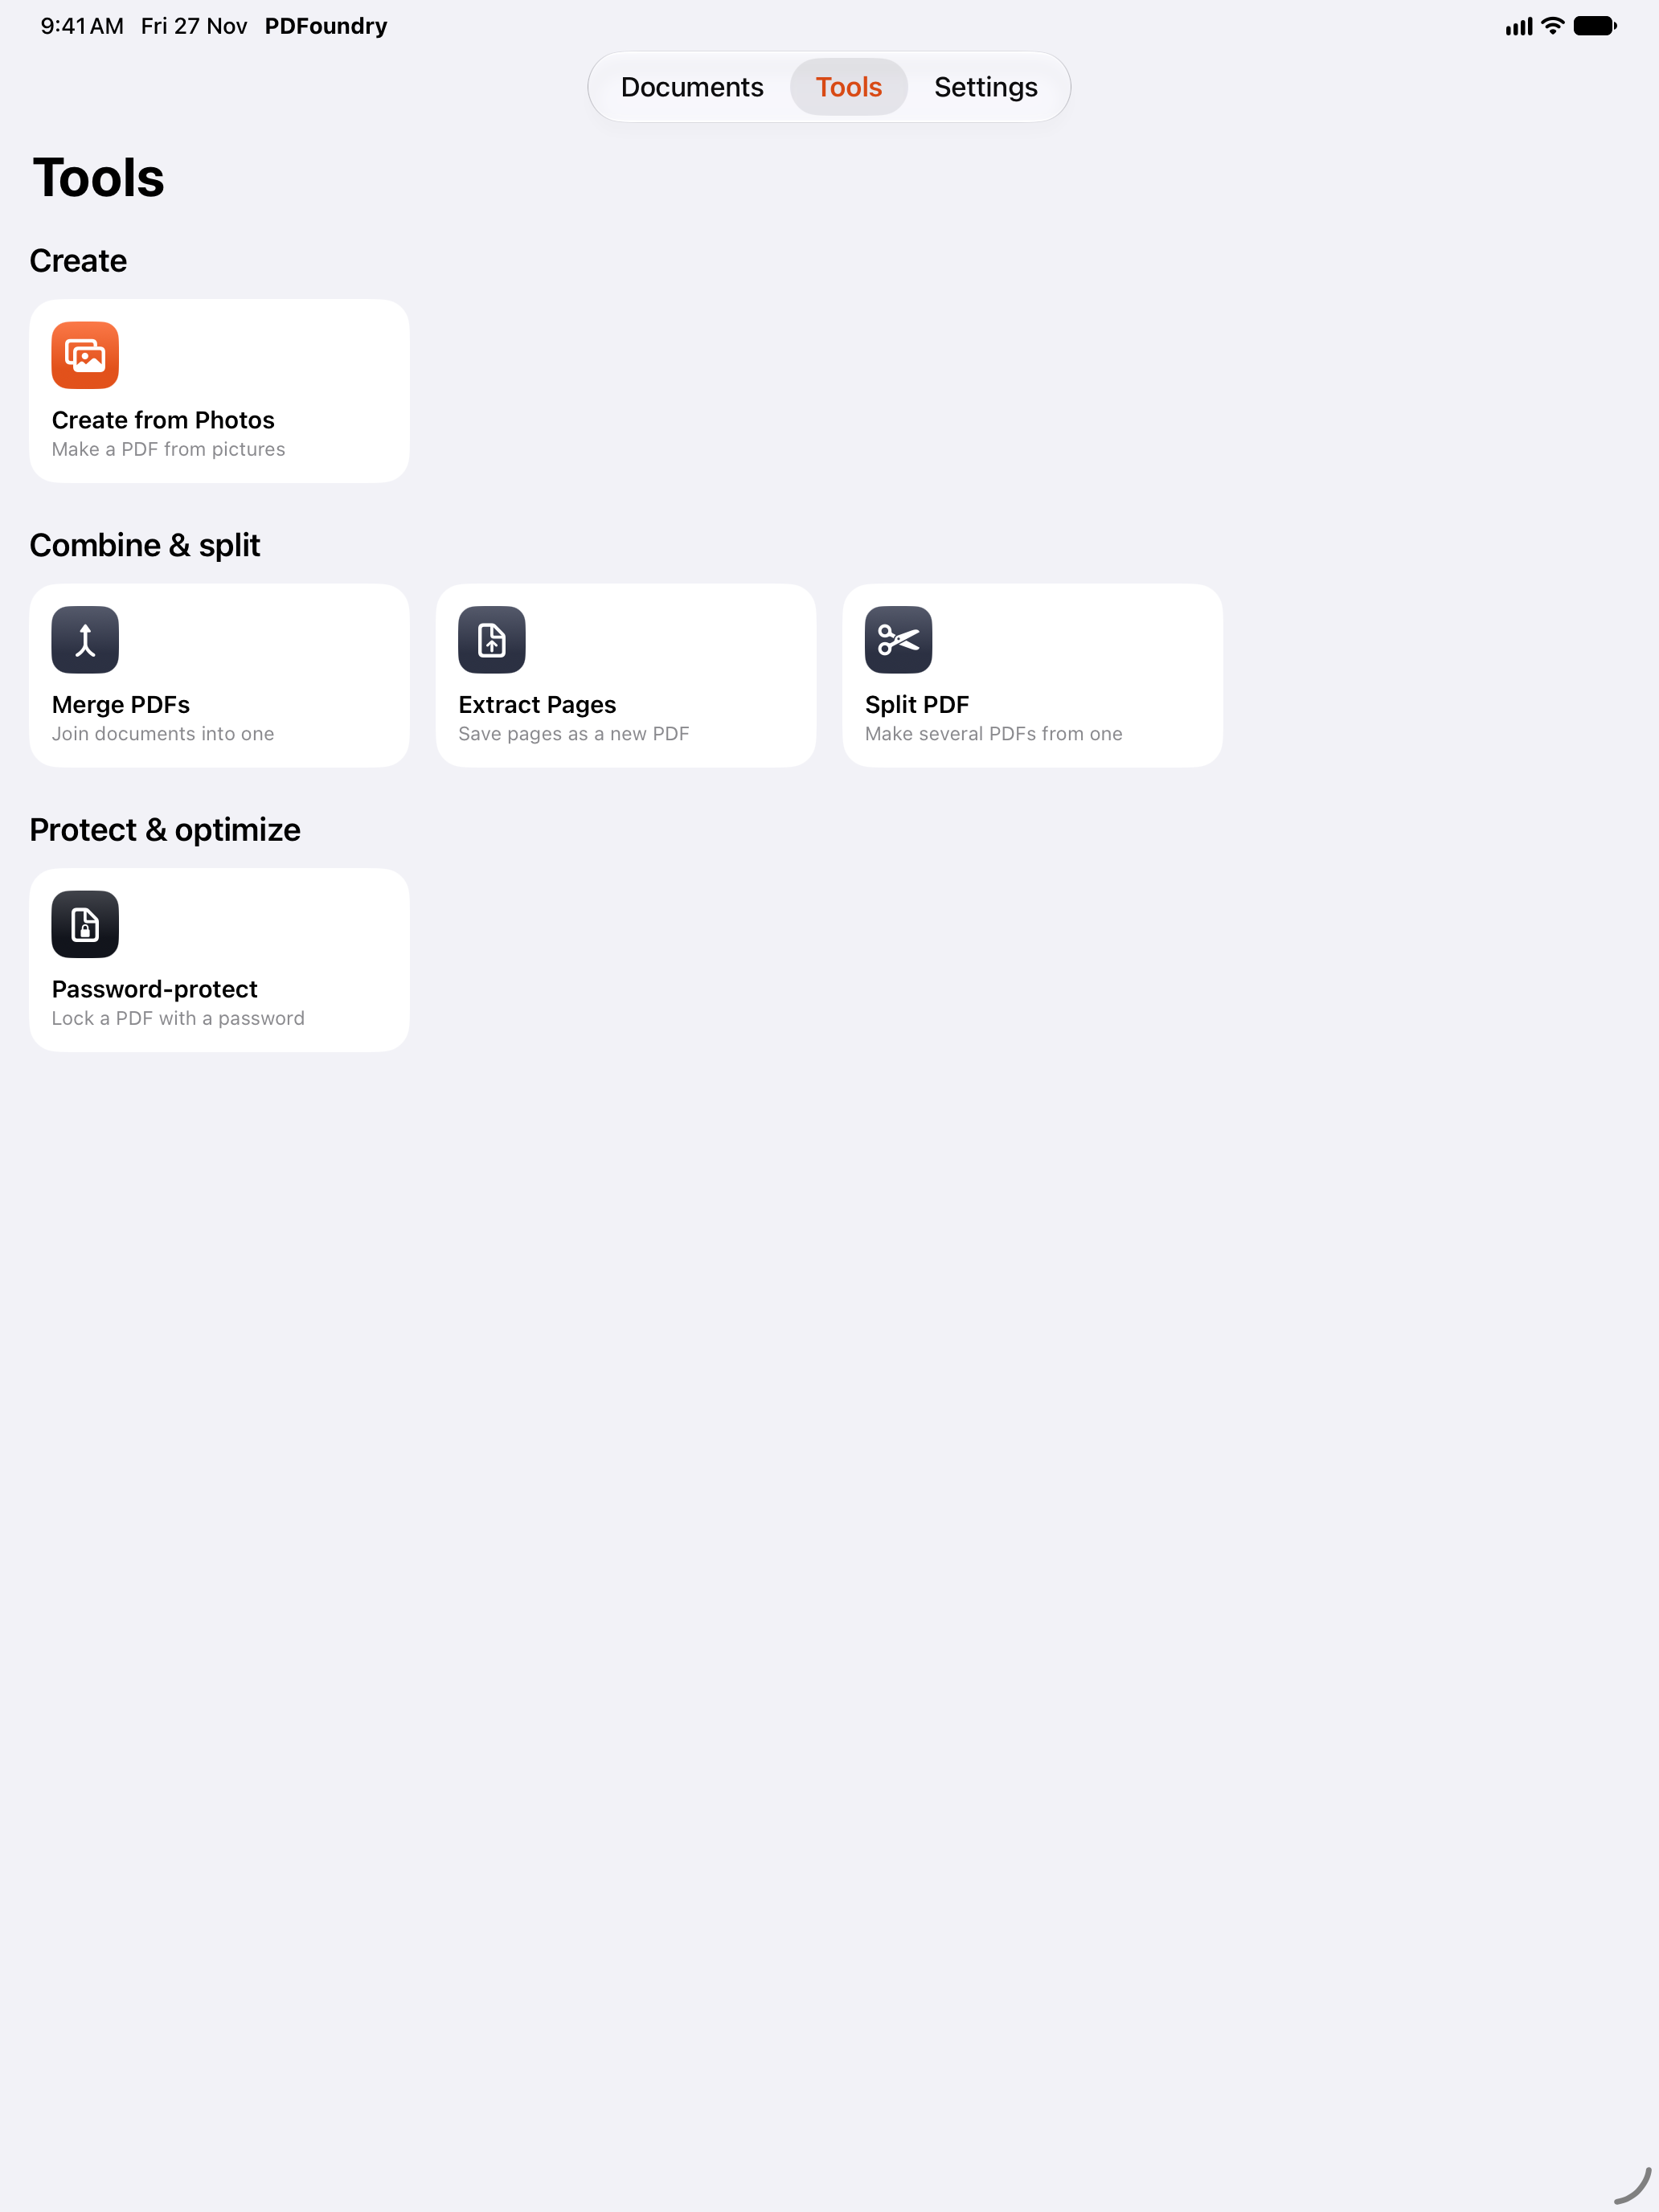 9:41 AM Fri 27 Nov PDFoundry
Documents Tools Settings
Tools
Create
Create from Photos
Make a PDF from pictures
Combine & split
Merge PDFs
Join documents into one
Extract Pages
Save pages as a new PDF
Split PDF
Make several PDFs from one
Protect & optimize
Password-protect
Lock a PDF with a password